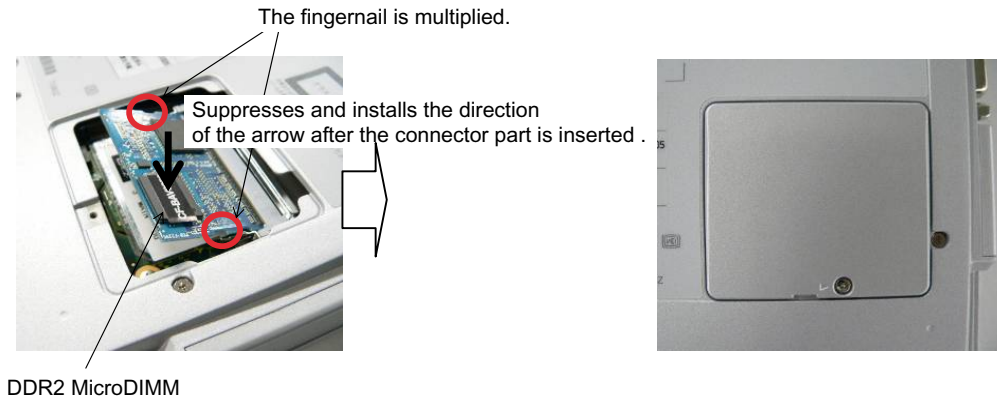 The fingernail is multiplied.
Suppresses and installs the direction
of the arrow after the connector part is inserted .
DDR2 MicroDIMM